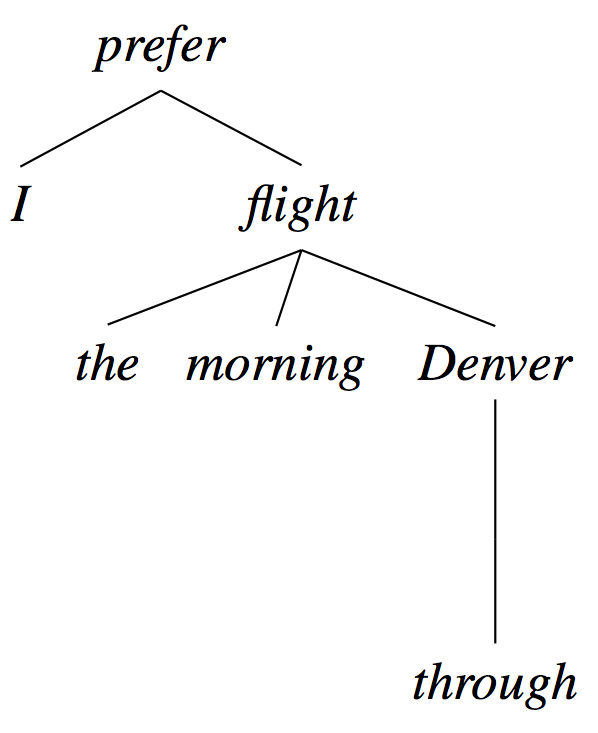 prefer
I flight
the morning Denver
through